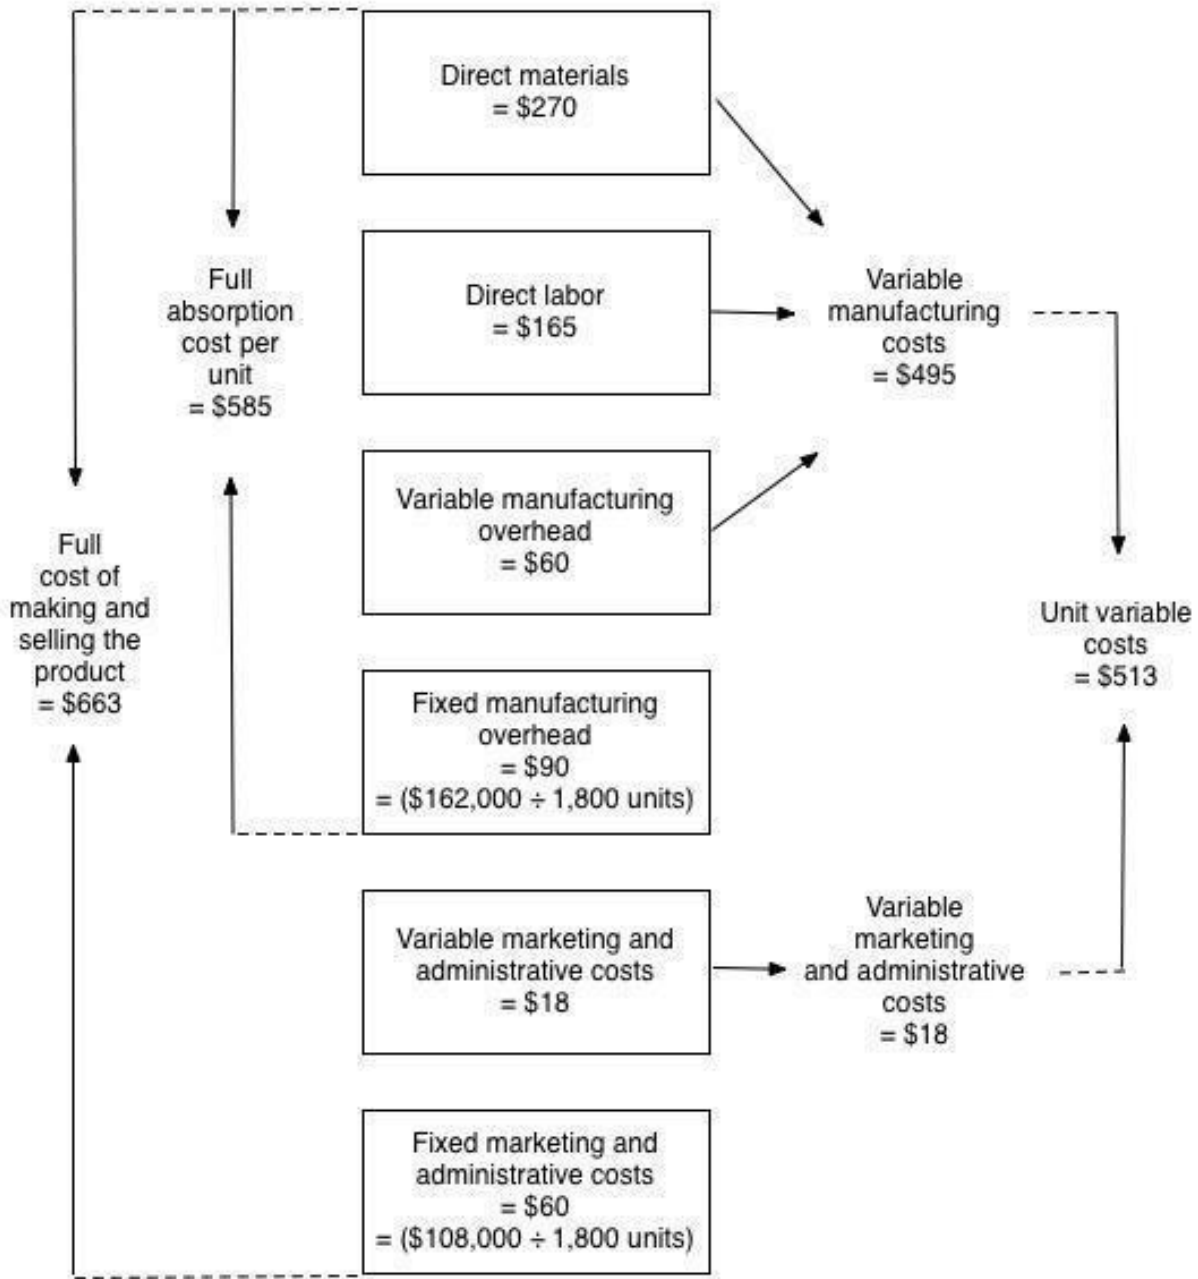 Direct materials
= $270
Full
absorption
cost per
unit
= $585
Direct labor
= $165
Variable
manufacturing
costs
= $495
Variable manufacturing
overhead
= $60
Full
cost of
making and
selling the
product
= $663
Unit variable
costs
= $513
Fixed manufacturing
overhead
= $90
= ($162,000 ÷ 1,800 units)
Variable marketing and
administrative costs
= $18
Variable
marketing
and administrative
costs
= $18
Fixed marketing and
administrative costs
= $60
= ($108,000 ÷ 1,800 units)